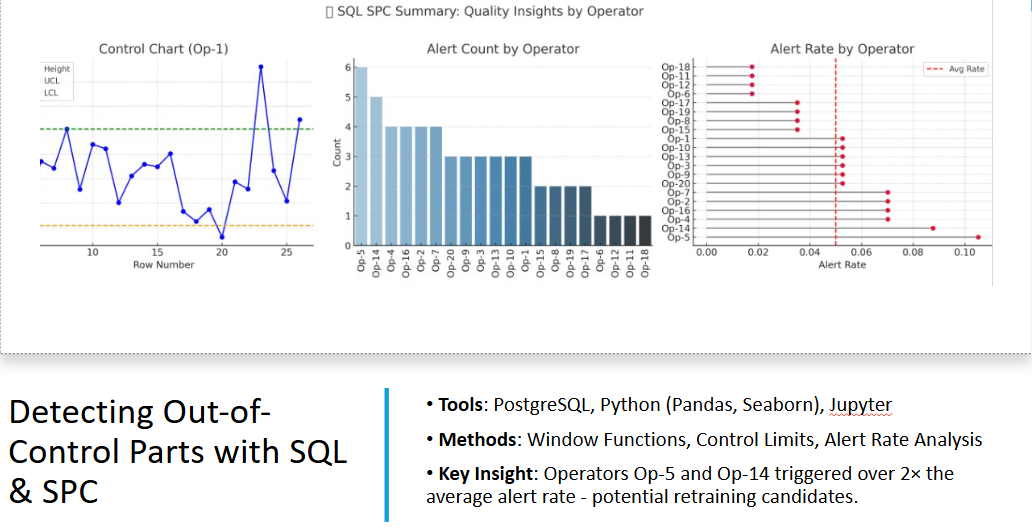 ▯ SQL SPC Summary: Quality Insights by Operator
Control Chart (Op-1)
Height
UCL
LCL
10
15
20
25
Row Number
Alert Count by Operator
Count
6
5
4
3
2
1
0
Op-5
Op-14
Op-4
Op-16
Op-2
Op-7
Op-20
Op-9
Op-3
Op-13
Op-10
Op-1
Op-15
Op-8
Op-19
Op-17
Op-6
Op-12
Op-11
Op-18
Alert Rate by Operator
Avg Rate
Op-18
Op-11
Op-12
Op-6
Op-17
Op-19
Op-8
Op-15
Op-1
Op-10
Op-13
Op-3
Op-9
Op-20
Op-7
Op-2
Op-16
Op-4
Op-14
Op-5
0.00
0.02
0.04
0.06
0.08
0.10
Alert Rate
Detecting Out-of-
Control Parts with SQL
& SPC
• Tools: PostgreSQL, Python (Pandas, Seaborn), Jupyter
• Methods: Window Functions, Control Limits, Alert Rate Analysis
• Key Insight: Operators Op-5 and Op-14 triggered over 2× the
average alert rate - potential retraining candidates.